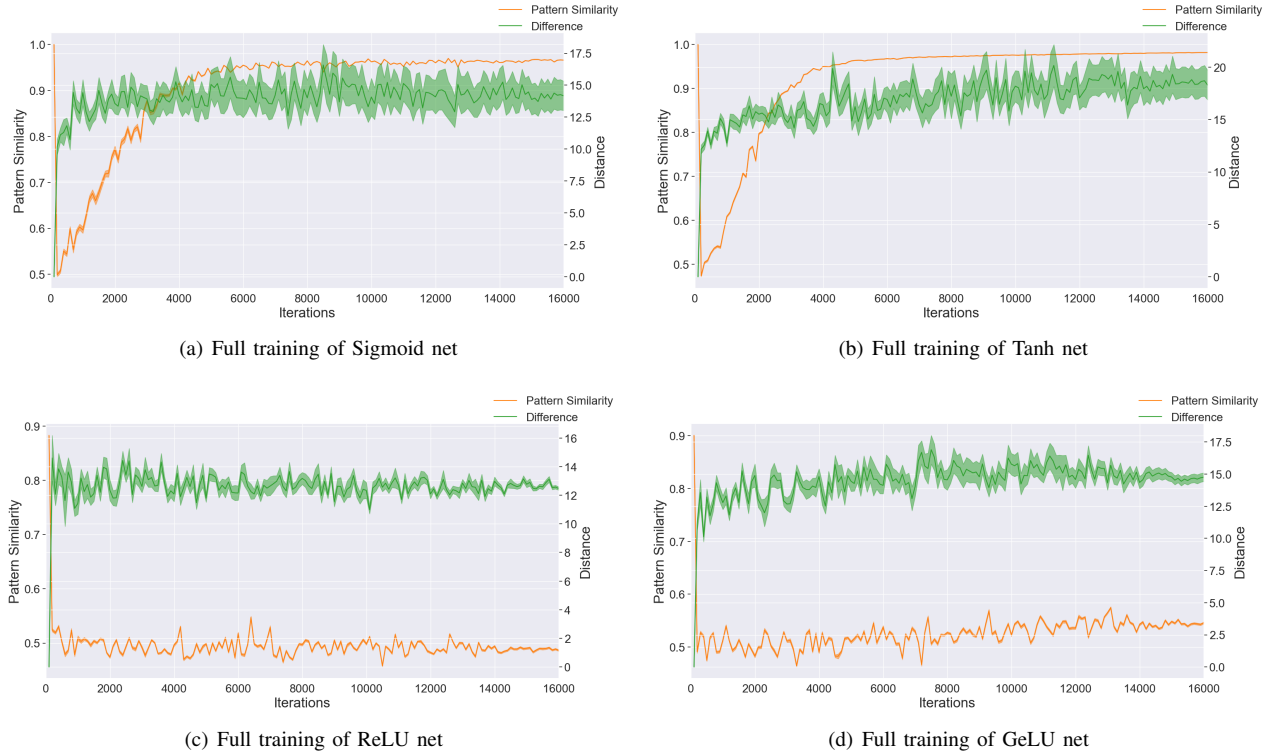 Pattern Similarity
Difference
1.0
0.9
0.8
0.7
0.6
0.5
Pattern Similarity
17.5
15.0
12.5
10.0
7.5
5.0
2.5
0.0
Distance
0 2000 4000 6000 8000 10000 12000 14000 16000
Iterations
(a) Full training of Sigmoid net
Pattern Similarity
Difference
1.0
0.9
0.8
0.7
0.6
0.5
Pattern Similarity
20
15
10
5
0
Distance
0 2000 4000 6000 8000 10000 12000 14000 16000
Iterations
(b) Full training of Tanh net
Pattern Similarity
Difference
0.9
0.8
0.7
0.6
0.5
Pattern Similarity
16
14
12
10
8
6
4
2
0
Distance
0 2000 4000 6000 8000 10000 12000 14000 16000
Iterations
(c) Full training of ReLU net
Pattern Similarity
Difference
0.9
0.8
0.7
0.6
0.5
Pattern Similarity
17.5
15.0
12.5
10.0
7.5
5.0
2.5
0.0
Distance
0 2000 4000 6000 8000 10000 12000 14000 16000
Iterations
(d) Full training of GeLU net